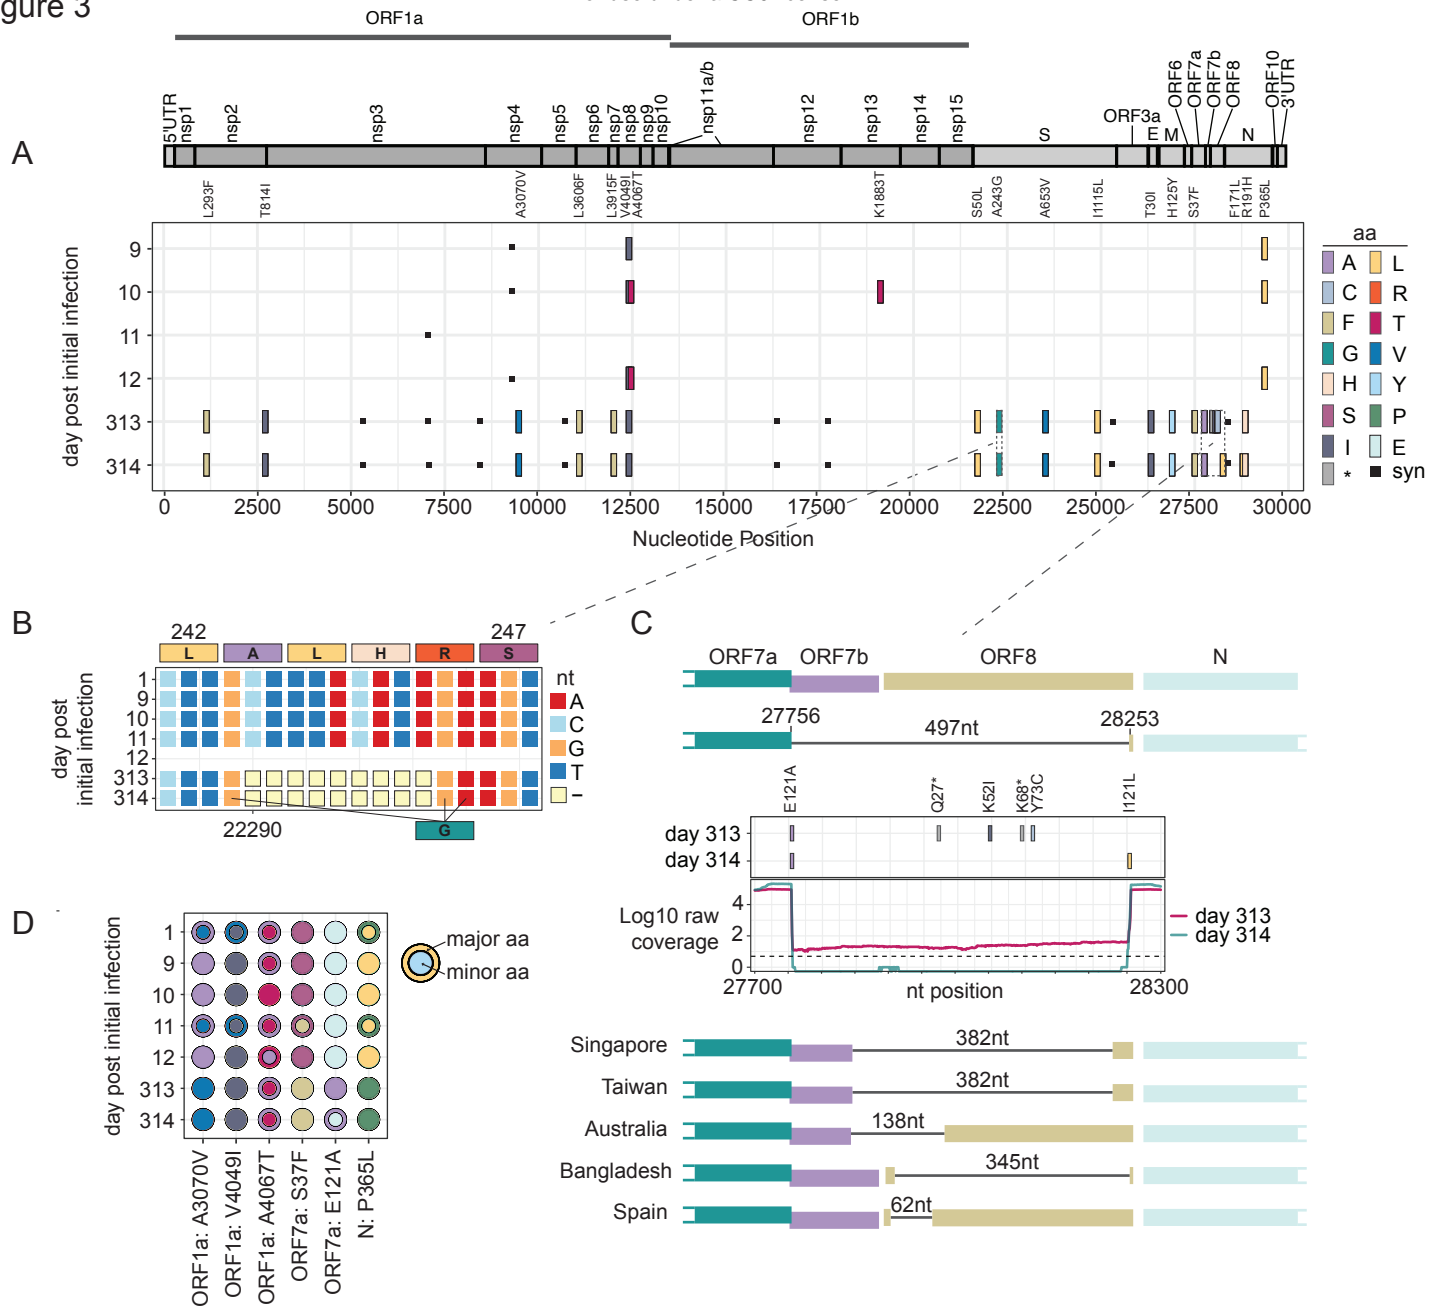 gure 3
ORF1a
ORF1b
5'UTR
nsp1
nsp2
nsp3
nsp4
nsp5
nsp6
nsp7
nsp8
nsp9
nsp10
nsp11a/b
nsp12
nsp13
nsp14
nsp15
S
ORF3a
E
M
ORF6
ORF7a
ORF7b
ORF8
N
ORF10
3'UTR
A
L293F
T814I
A3070V
L3606F
L3915F
V4049I
A4067T
K1883T
S50L
A243G
A653V
I1115L
T30I
H125Y
S37F
F171L
R191H
P365L
day post initial infection
9
10
11
12
313
314
0 2500 5000 7500 10000 12500 15000 17500 20000 22500 25000 27500 30000
Nucleotide Position
aa
A L
C R
F T
G V
H Y
S P
I E
* syn
B
242 247
L A L H R S
day post
initial infection
1
9
10
11
12
313
314
22290
G
nt
A
C
G
T
–
C
ORF7a ORF7b ORF8 N
27756 497nt 28253
E121A
Q27*
K52I
K68*
Y73C
I121L
day 313
day 314
Log10 raw
coverage
4
2
0
27700 nt position 28300
day 313
day 314
Singapore 382nt
Taiwan 382nt
Australia 138nt
Bangladesh 345nt
Spain 62nt
D
day post initial infection
1
9
10
11
12
313
314
major aa
minor aa
ORF1a: A3070V
ORF1a: V4049I
ORF1a: A4067T
ORF7a: S37F
ORF7a: E121A
N: P365L